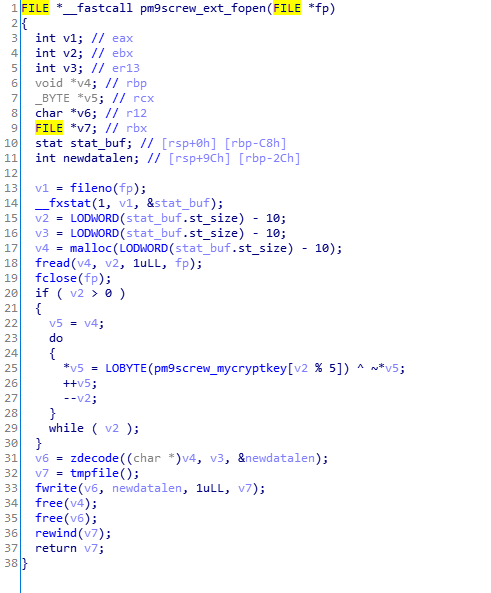 1 FILE *__fastcall pm9screw_ext_fopen(FILE *fp)
2 {
3   int v1; // eax
4   int v2; // ebx
5   int v3; // er13
6   void *v4; // rbp
7   _BYTE *v5; // rcx
8   char *v6; // r12
9   FILE *v7; // rbx
10   stat stat_buf; // [rsp+0h] [rbp-C8h]
11   int newdatalen; // [rsp+9Ch] [rbp-2Ch]
12
13   v1 = fileno(fp);
14   __fxstat(1, v1, &stat_buf);
15   v2 = LODWORD(stat_buf.st_size) - 10;
16   v3 = LODWORD(stat_buf.st_size) - 10;
17   v4 = malloc(LODWORD(stat_buf.st_size) - 10);
18   fread(v4, v2, 1uLL, fp);
19   fclose(fp);
20   if ( v2 > 0 )
21   {
22     v5 = v4;
23     do
24     {
25       *v5 = LOBYTE(pm9screw_mycryptkey[v2 % 5]) ^ ~*v5;
26       ++v5;
27       --v2;
28     }
29     while ( v2 );
30   }
31   v6 = zdecode((char *)v4, v3, &newdatalen);
32   v7 = tmpfile();
33   fwrite(v6, newdatalen, 1uLL, v7);
34   free(v4);
35   free(v6);
36   rewind(v7);
37   return v7;
38 }